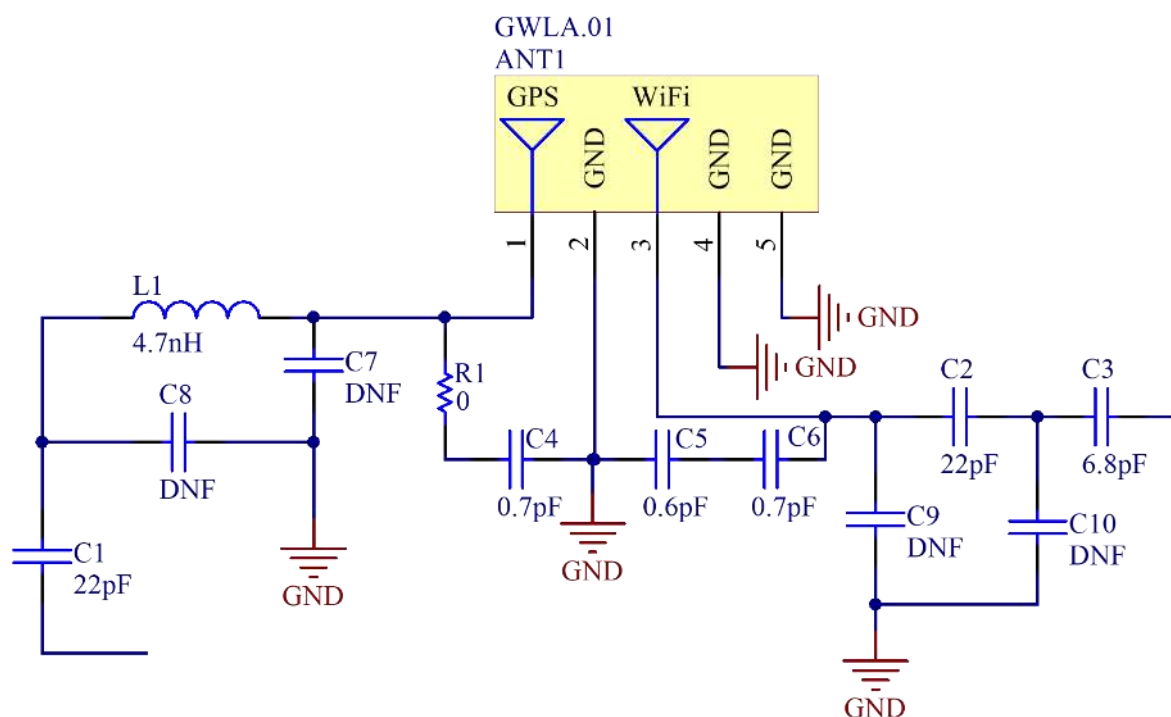 GWLA.01
ANT1
GPS
WiFi
GND
GND
GND
1
2
3
4
5
L1
4.7nH
GND
GND
C7
DNF
R1
0
C8
DNF
C4
0.7pF
C5
0.6pF
C6
0.7pF
C2
22pF
C3
6.8pF
C9
DNF
C10
DNF
C1
22pF
GND
GND
GND